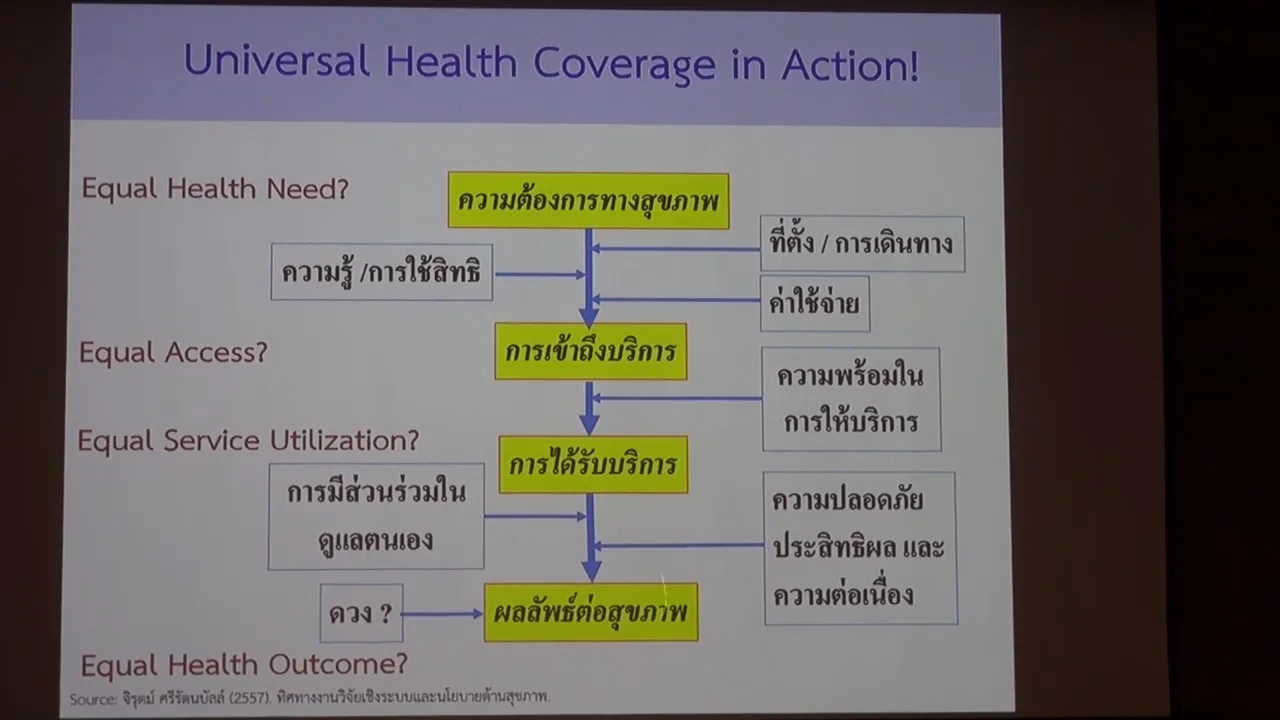 Universal Health Coverage in Action!
Equal Health Need?
ความต้องการทางสุขภาพ
ที่ตั้ง / การเดินทาง
ความรู้ /การใช้สิทธิ
ค่าใช้จ่าย
Equal Access?
การเข้าถึงบริการ
ความพร้อมใน
การให้บริการ
Equal Service Utilization?
การได้รับบริการ
การมีส่วนร่วมใน
ดูแลตนเอง
ความปลอดภัย
ประสิทธิผล และ
ความต่อเนื่อง
ดวง ?
ผลลัพธ์ต่อสุขภาพ
Equal Health Outcome?
Source: จิรุตม์ ศรีรัตนบัลล์ (2557). ทิศทางงานวิจัยเชิงระบบและนโยบายด้านสุขภาพ.